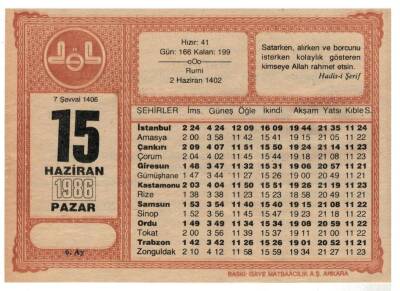 Hızır: 41
Gün: 166 Kalan: 199
Rumi
2 Haziran 1402
Satarken, alırken ve borcunu
isterken kolaylık gösteren
kimseye Allah rahmet etsin.
Hadis-i Şerif
7 Şevval 1406
15
HAZİRAN
1986
PAZAR
6. Ay
ŞEHİRLER İms. Güneş Öğle İkindi Akşam Yatsı Kıble S.
İstanbul 2 24 4 24 12 09 16 09 19 44 21 35 11 24
Amasya 2 00 3 58 11 42 15 41 19 15 21 05 11 22
Çankırı 2 09 4 07 11 51 15 50 19 24 21 14 11 23
Çorum 2 04 4 02 11 45 15 44 19 18 21 08 11 23
Giresun 1 48 3 47 11 32 15 31 19 06 20 57 11 21
Gümüşhane 1 47 3 44 11 28 15 27 19 01 20 50 11 21
Kastamonu 2 03 4 04 11 50 15 51 19 26 21 19 11 23
Rize 1 38 3 38 11 23 15 23 18 58 20 49 11 20
Samsun 1 53 3 54 11 40 15 40 19 15 21 08 11 22
Sinop 1 52 3 56 11 45 15 47 19 23 21 18 11 22
Ordu 1 49 3 49 11 34 15 34 19 08 20 59 11 22
Tokat 2 00 3 56 11 39 15 37 19 11 20 59 11 22
Trabzon 1 42 3 42 11 26 15 26 19 01 20 52 11 21
Zonguldak 2 10 4 12 11 58 15 59 19 34 21 27 11 23
BASKI: İŞAYE MATBAACILIK A.Ş. ANKARA